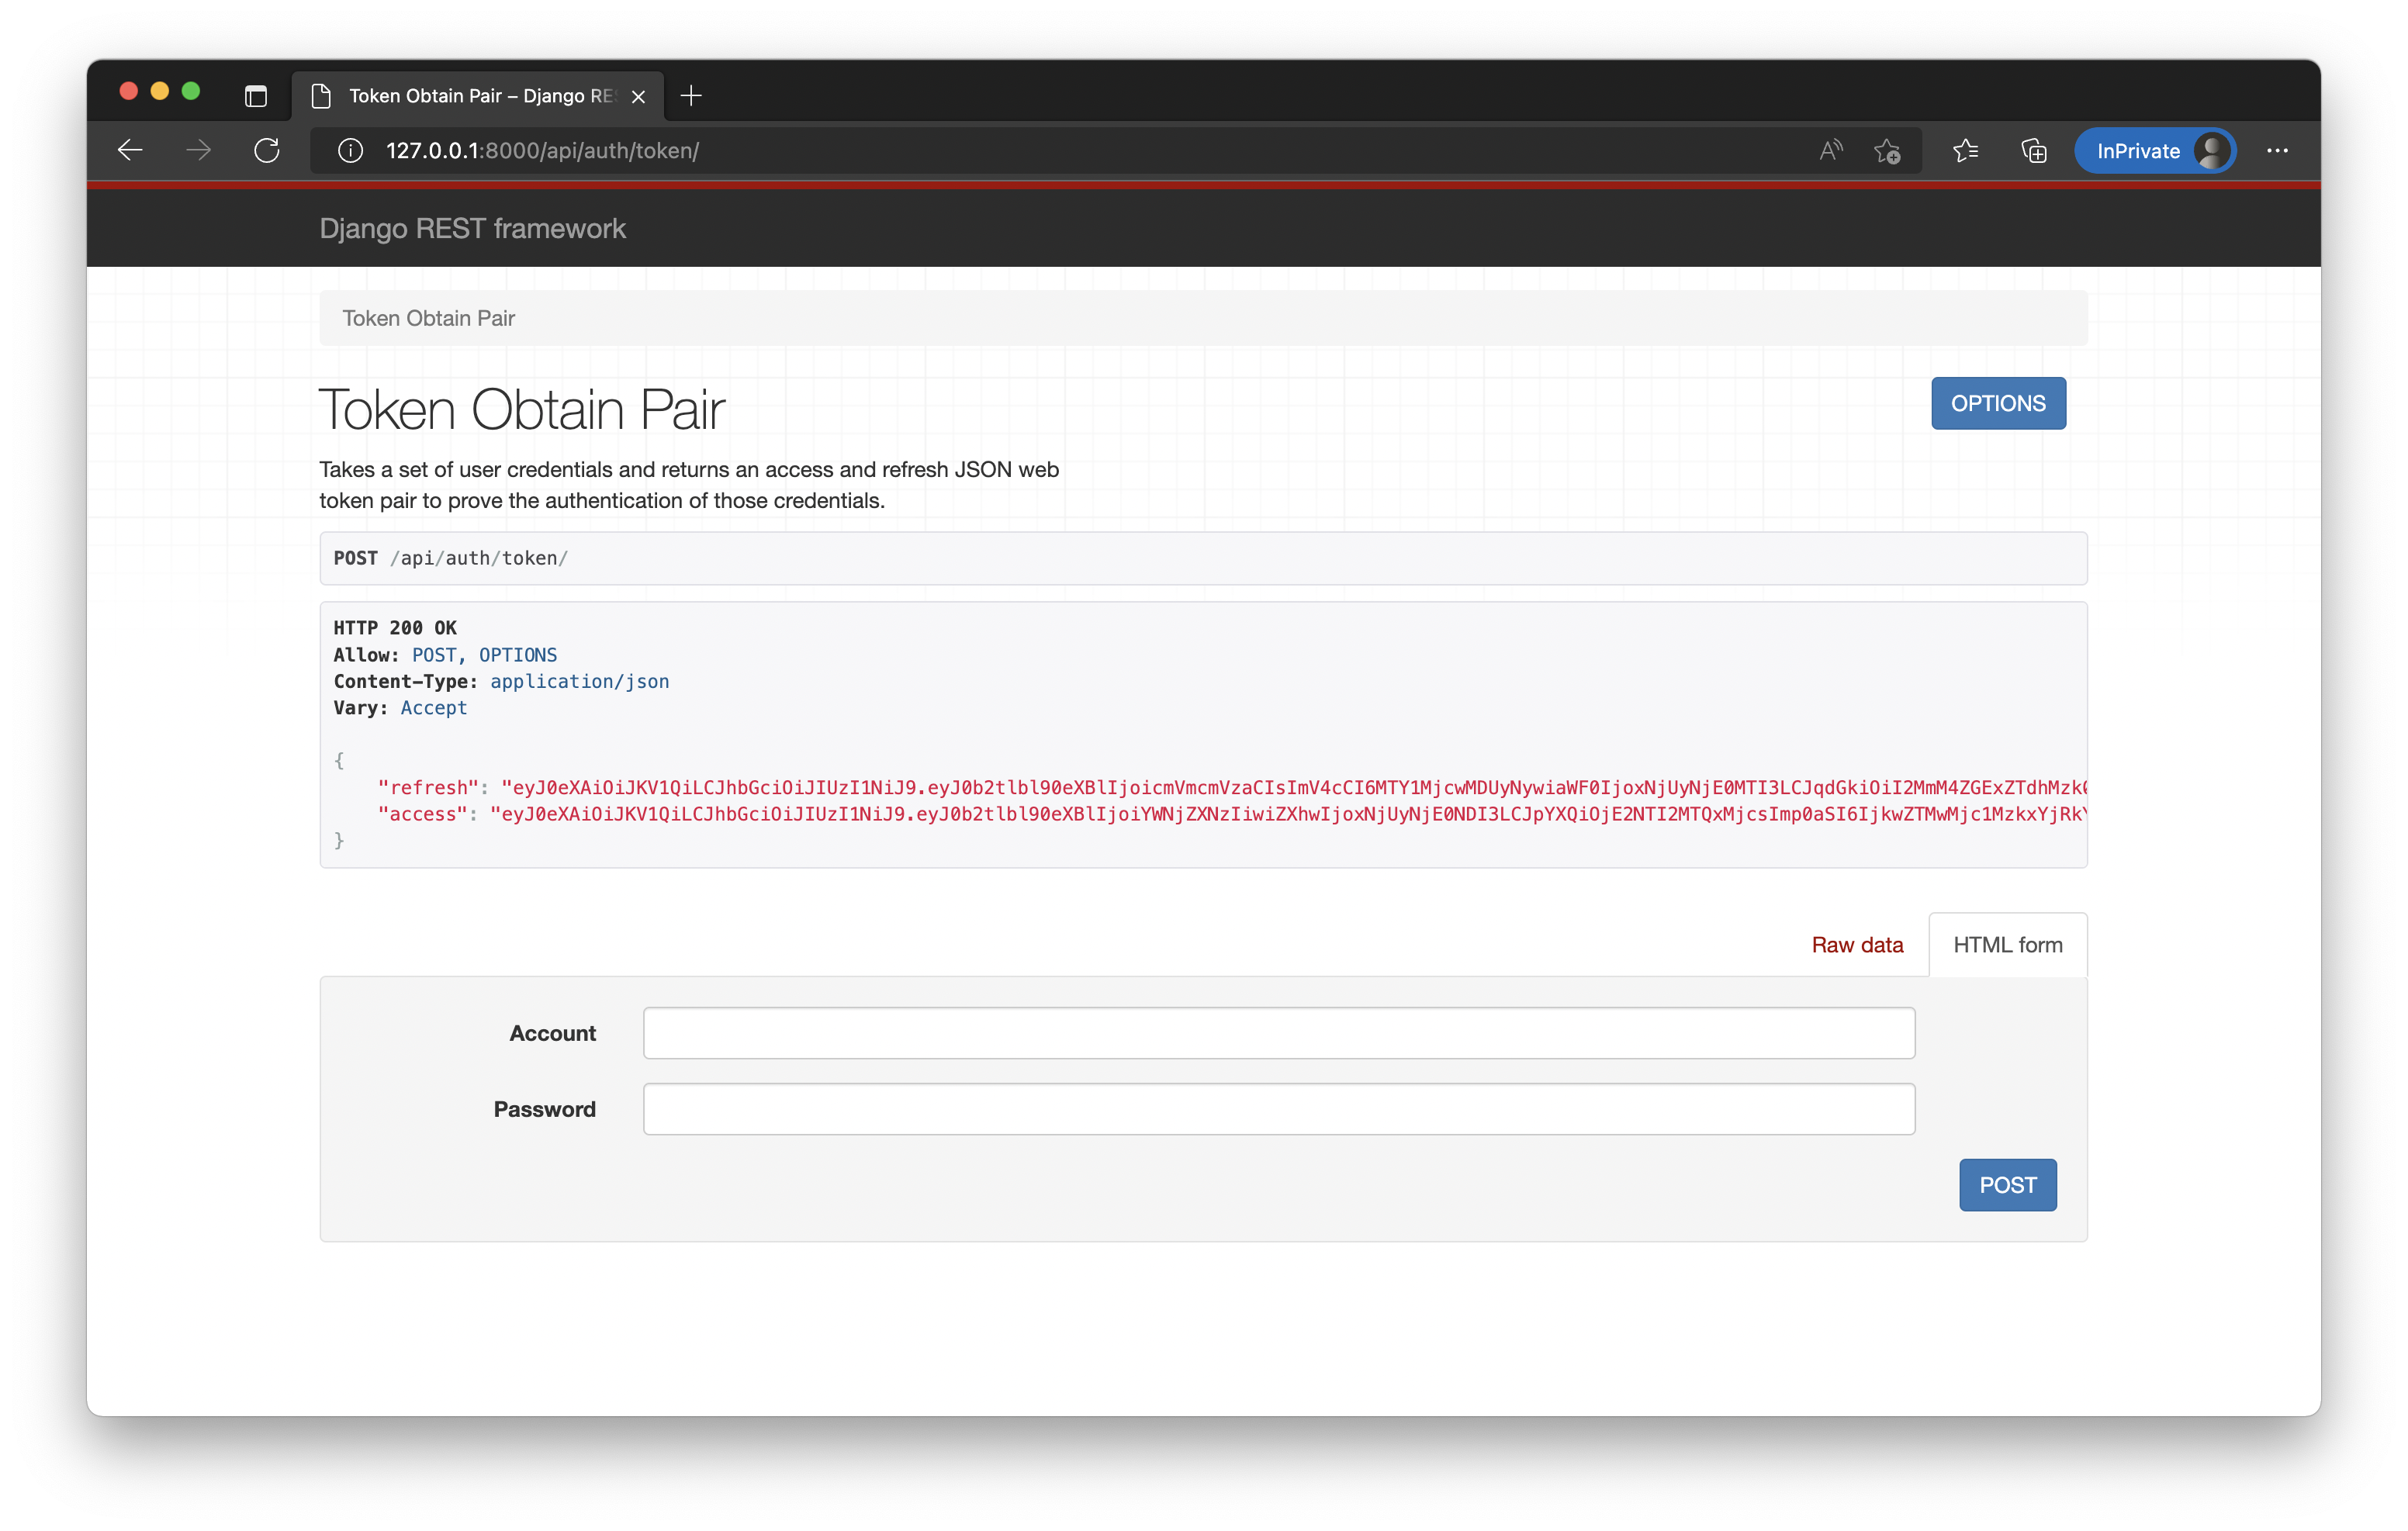 Token Obtain Pair – Django RE
127.0.0.1:8000/api/auth/token/
InPrivate
Django REST framework
Token Obtain Pair
Token Obtain Pair
OPTIONS
Takes a set of user credentials and returns an access and refresh JSON web
token pair to prove the authentication of those credentials.
POST /api/auth/token/
HTTP 200 OK
Allow: POST, OPTIONS
Content-Type: application/json
Vary: Accept
{
"refresh": "eyJ0eXAiOiJKV1QiLCJhbGciOiJIUzI1NiJ9.eyJ0b2tlbl90eXBlIjoicmVmcmVzaCIsImV4cCI6MTY1MjcwMDUyNywiaWF0IjoxNjUyNjE0MTI3LCJqdGkiOiI2MmM4ZGExZTdhMzk
"access": "eyJ0eXAiOiJKV1QiLCJhbGciOiJIUzI1NiJ9.eyJ0b2tlbl90eXBlIjoiYWNjZXNzIiwiZXhwIjoxNjUyNjE0NDI3LCJpYXQiOjE2NTI2MTQxMjcsImp0aSI6IjkwZTMwMjc1MzkxYjRk
}
Raw data
HTML form
Account
Password
POST